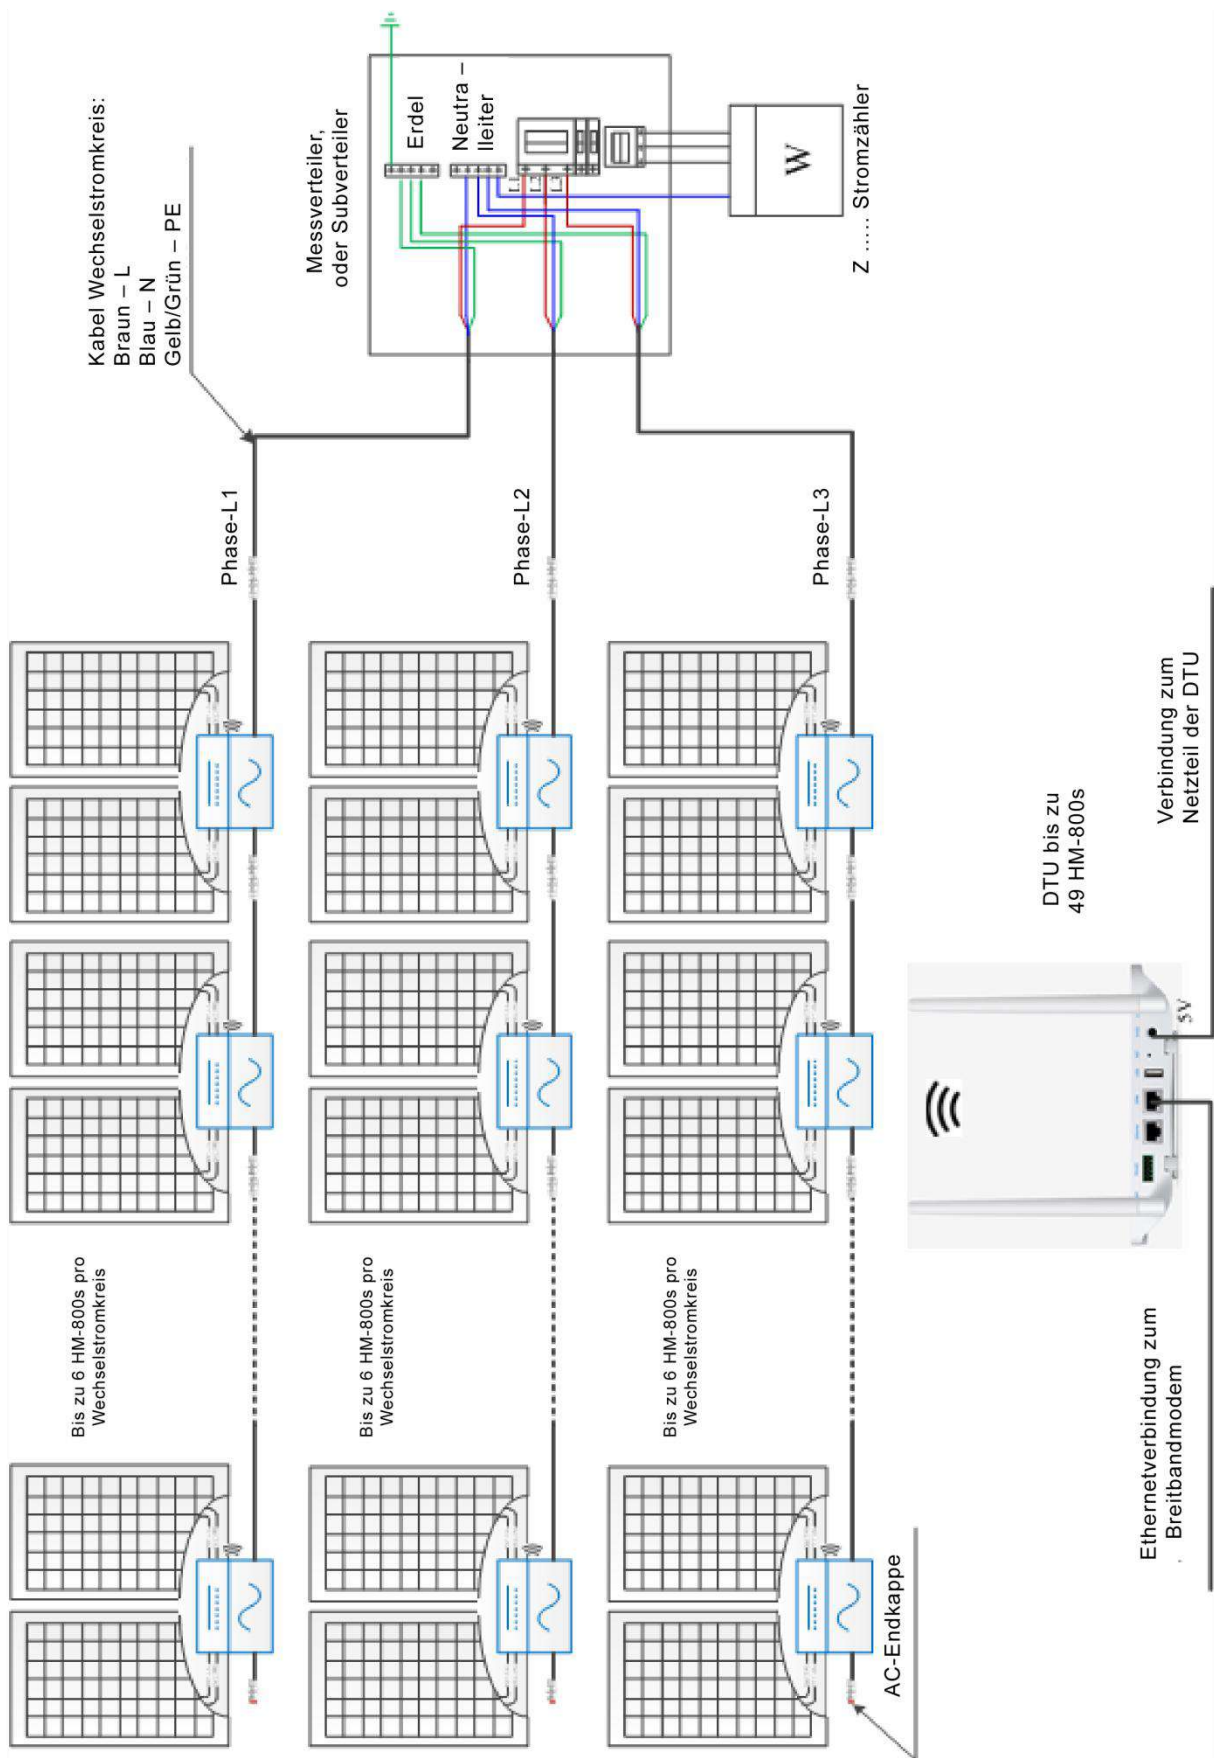 Kabel Wechselstromkreis:
Braun – L
Blau – N
Gelb/Grün – PE
Messverteiler,
oder Subverteiler
Erdel
Neutra –
lleiter
L1
L2
L3
W
Z ..... Stromzähler
Phase-L1
Phase-L2
Phase-L3
Bis zu 6 HM-800s pro
Wechselstromkreis
Bis zu 6 HM-800s pro
Wechselstromkreis
Bis zu 6 HM-800s pro
Wechselstromkreis
AC-Endkappe
DTU bis zu
49 HM-800s
5V
Verbindung zum
Netzteil der DTU
Ethernetverbindung zum
. Breitbandmodem